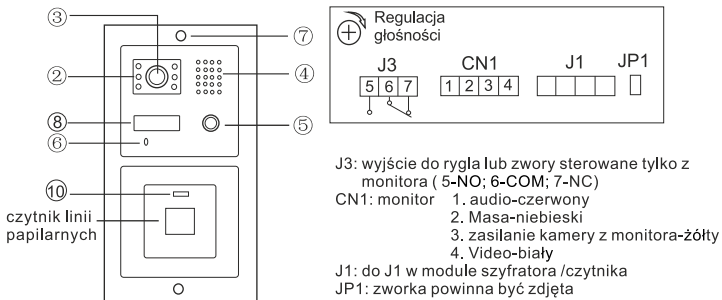 ③
⑦
②
④
⑧
⑤
⑥
⑩
czytnik linii
papilarnych
Regulacja
głośności
J3 CN1 J1 JP1
5 6 7 1 2 3 4
J3: wyjście do rygla lub zwory sterowane tylko z
monitora ( 5-NO; 6-COM; 7-NC)
CN1: monitor 1. audio-czerwony
2. Masa-niebieski
3. zasilanie kamery z monitora-żółty
4. Video-biały
J1: do J1 w module szyfratora /czytnika
JP1: zworka powinna być zdjęta